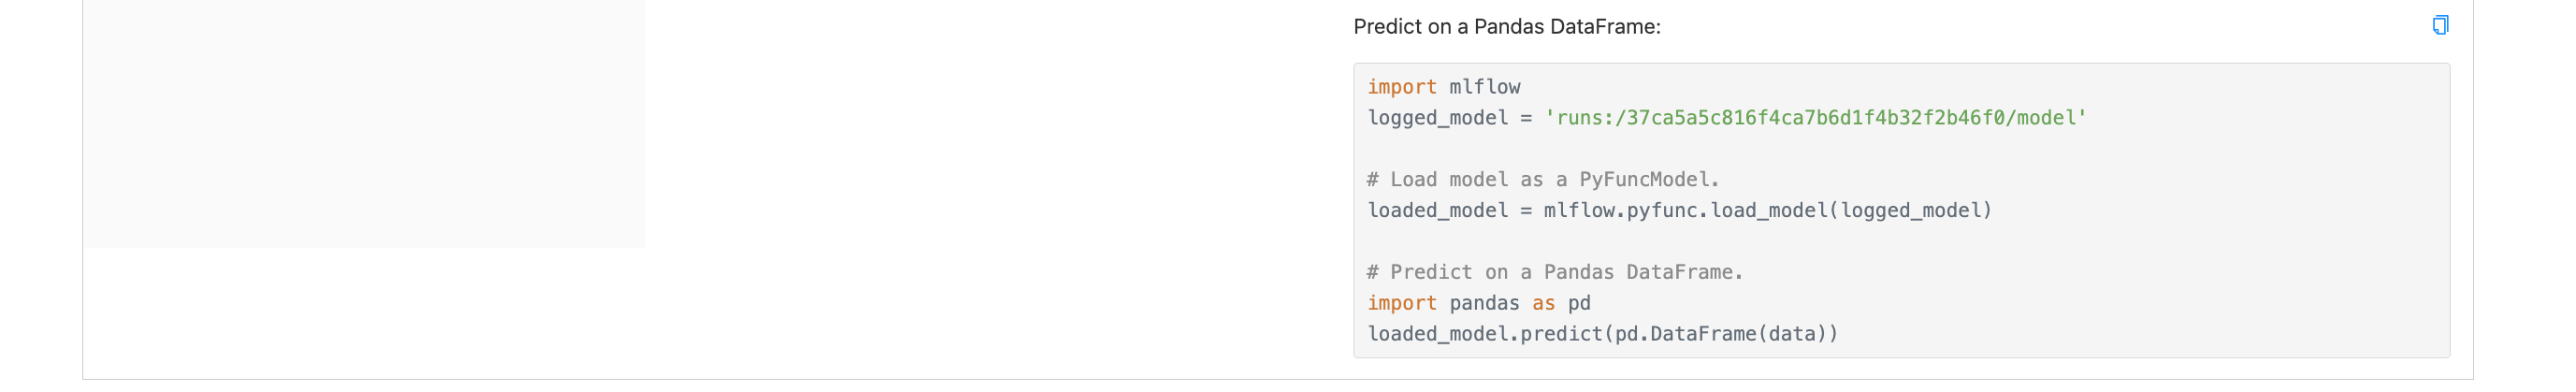 Predict on a Pandas DataFrame:
import mlflow
logged_model = 'runs:/37ca5a5c816f4ca7b6d1f4b32f2b46f0/model'
# Load model as a PyFuncModel.
loaded_model = mlflow.pyfunc.load_model(logged_model)
# Predict on a Pandas DataFrame.
import pandas as pd
loaded_model.predict(pd.DataFrame(data))